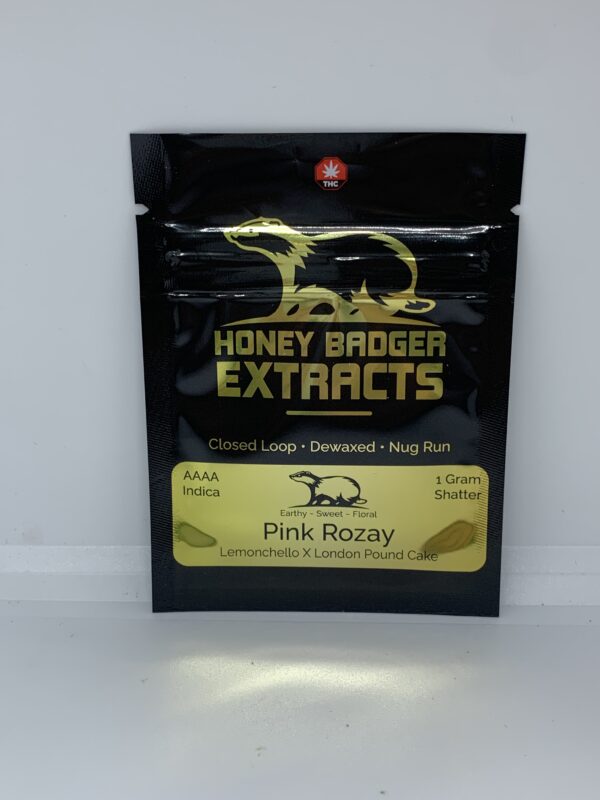 THC
HONEY BADGER
EXTRACTS
Closed Loop • Dewaxed • Nug Run
AAAA
Indica
1 Gram
Shatter
Earthy - Sweet - Floral
Pink Rozay
Lemonchello X London Pound Cake